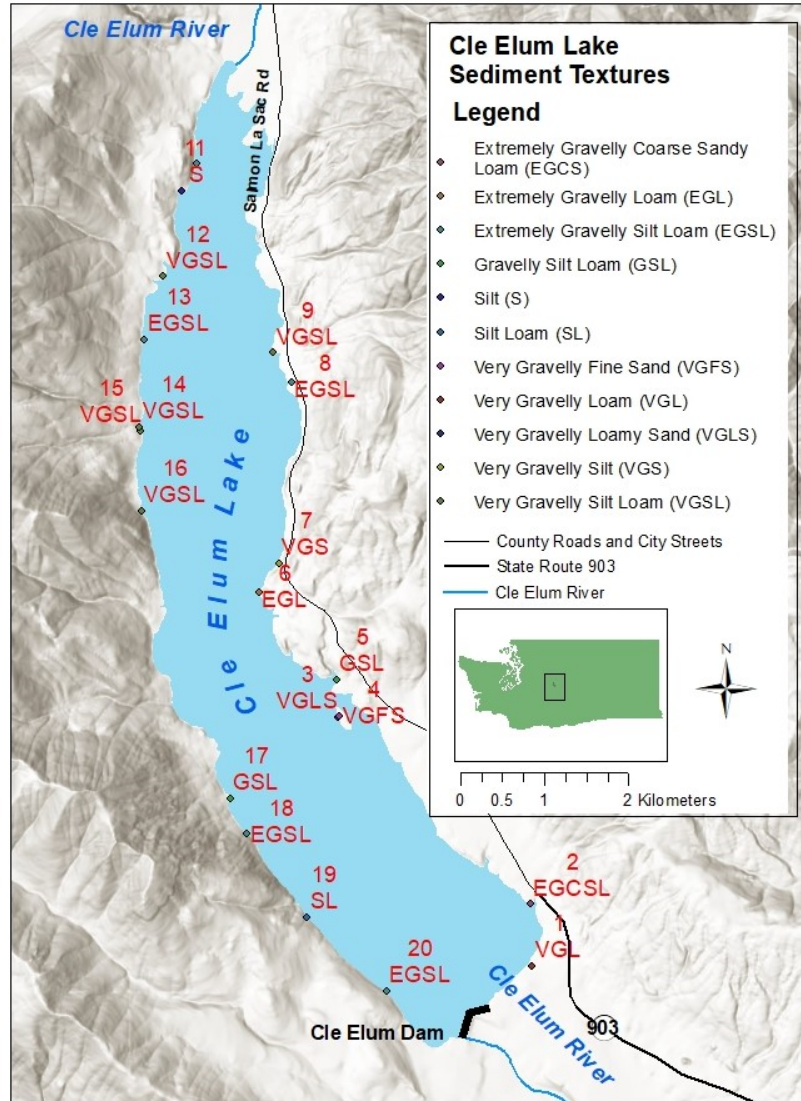 Cle Elum River
Salmon La Sac Rd
11
S
12
VGSL
13
EGSL
9
VGSL
8
EGSL
15
VGSL
14
VGSL
16
VGSL
Cle Elum Lake
7
VGS
6
EGL
5
GSL
3
VGLS
4
VGFS
17
GSL
18
EGSL
19
SL
2
EGCSL
1
VGL
20
EGSL
Cle Elum Dam
Cle Elum River
903
Cle Elum Lake
Sediment Textures
Legend
Extremely Gravelly Coarse Sandy
Loam (EGCS)
Extremely Gravelly Loam (EGL)
Extremely Gravelly Silt Loam (EGSL)
Gravelly Silt Loam (GSL)
Silt (S)
Silt Loam (SL)
Very Gravelly Fine Sand (VGFS)
Very Gravelly Loam (VGL)
Very Gravelly Loamy Sand (VGLS)
Very Gravelly Silt (VGS)
Very Gravelly Silt Loam (VGSL)
County Roads and City Streets
State Route 903
Cle Elum River
N
0 0.5 1 2 Kilometers